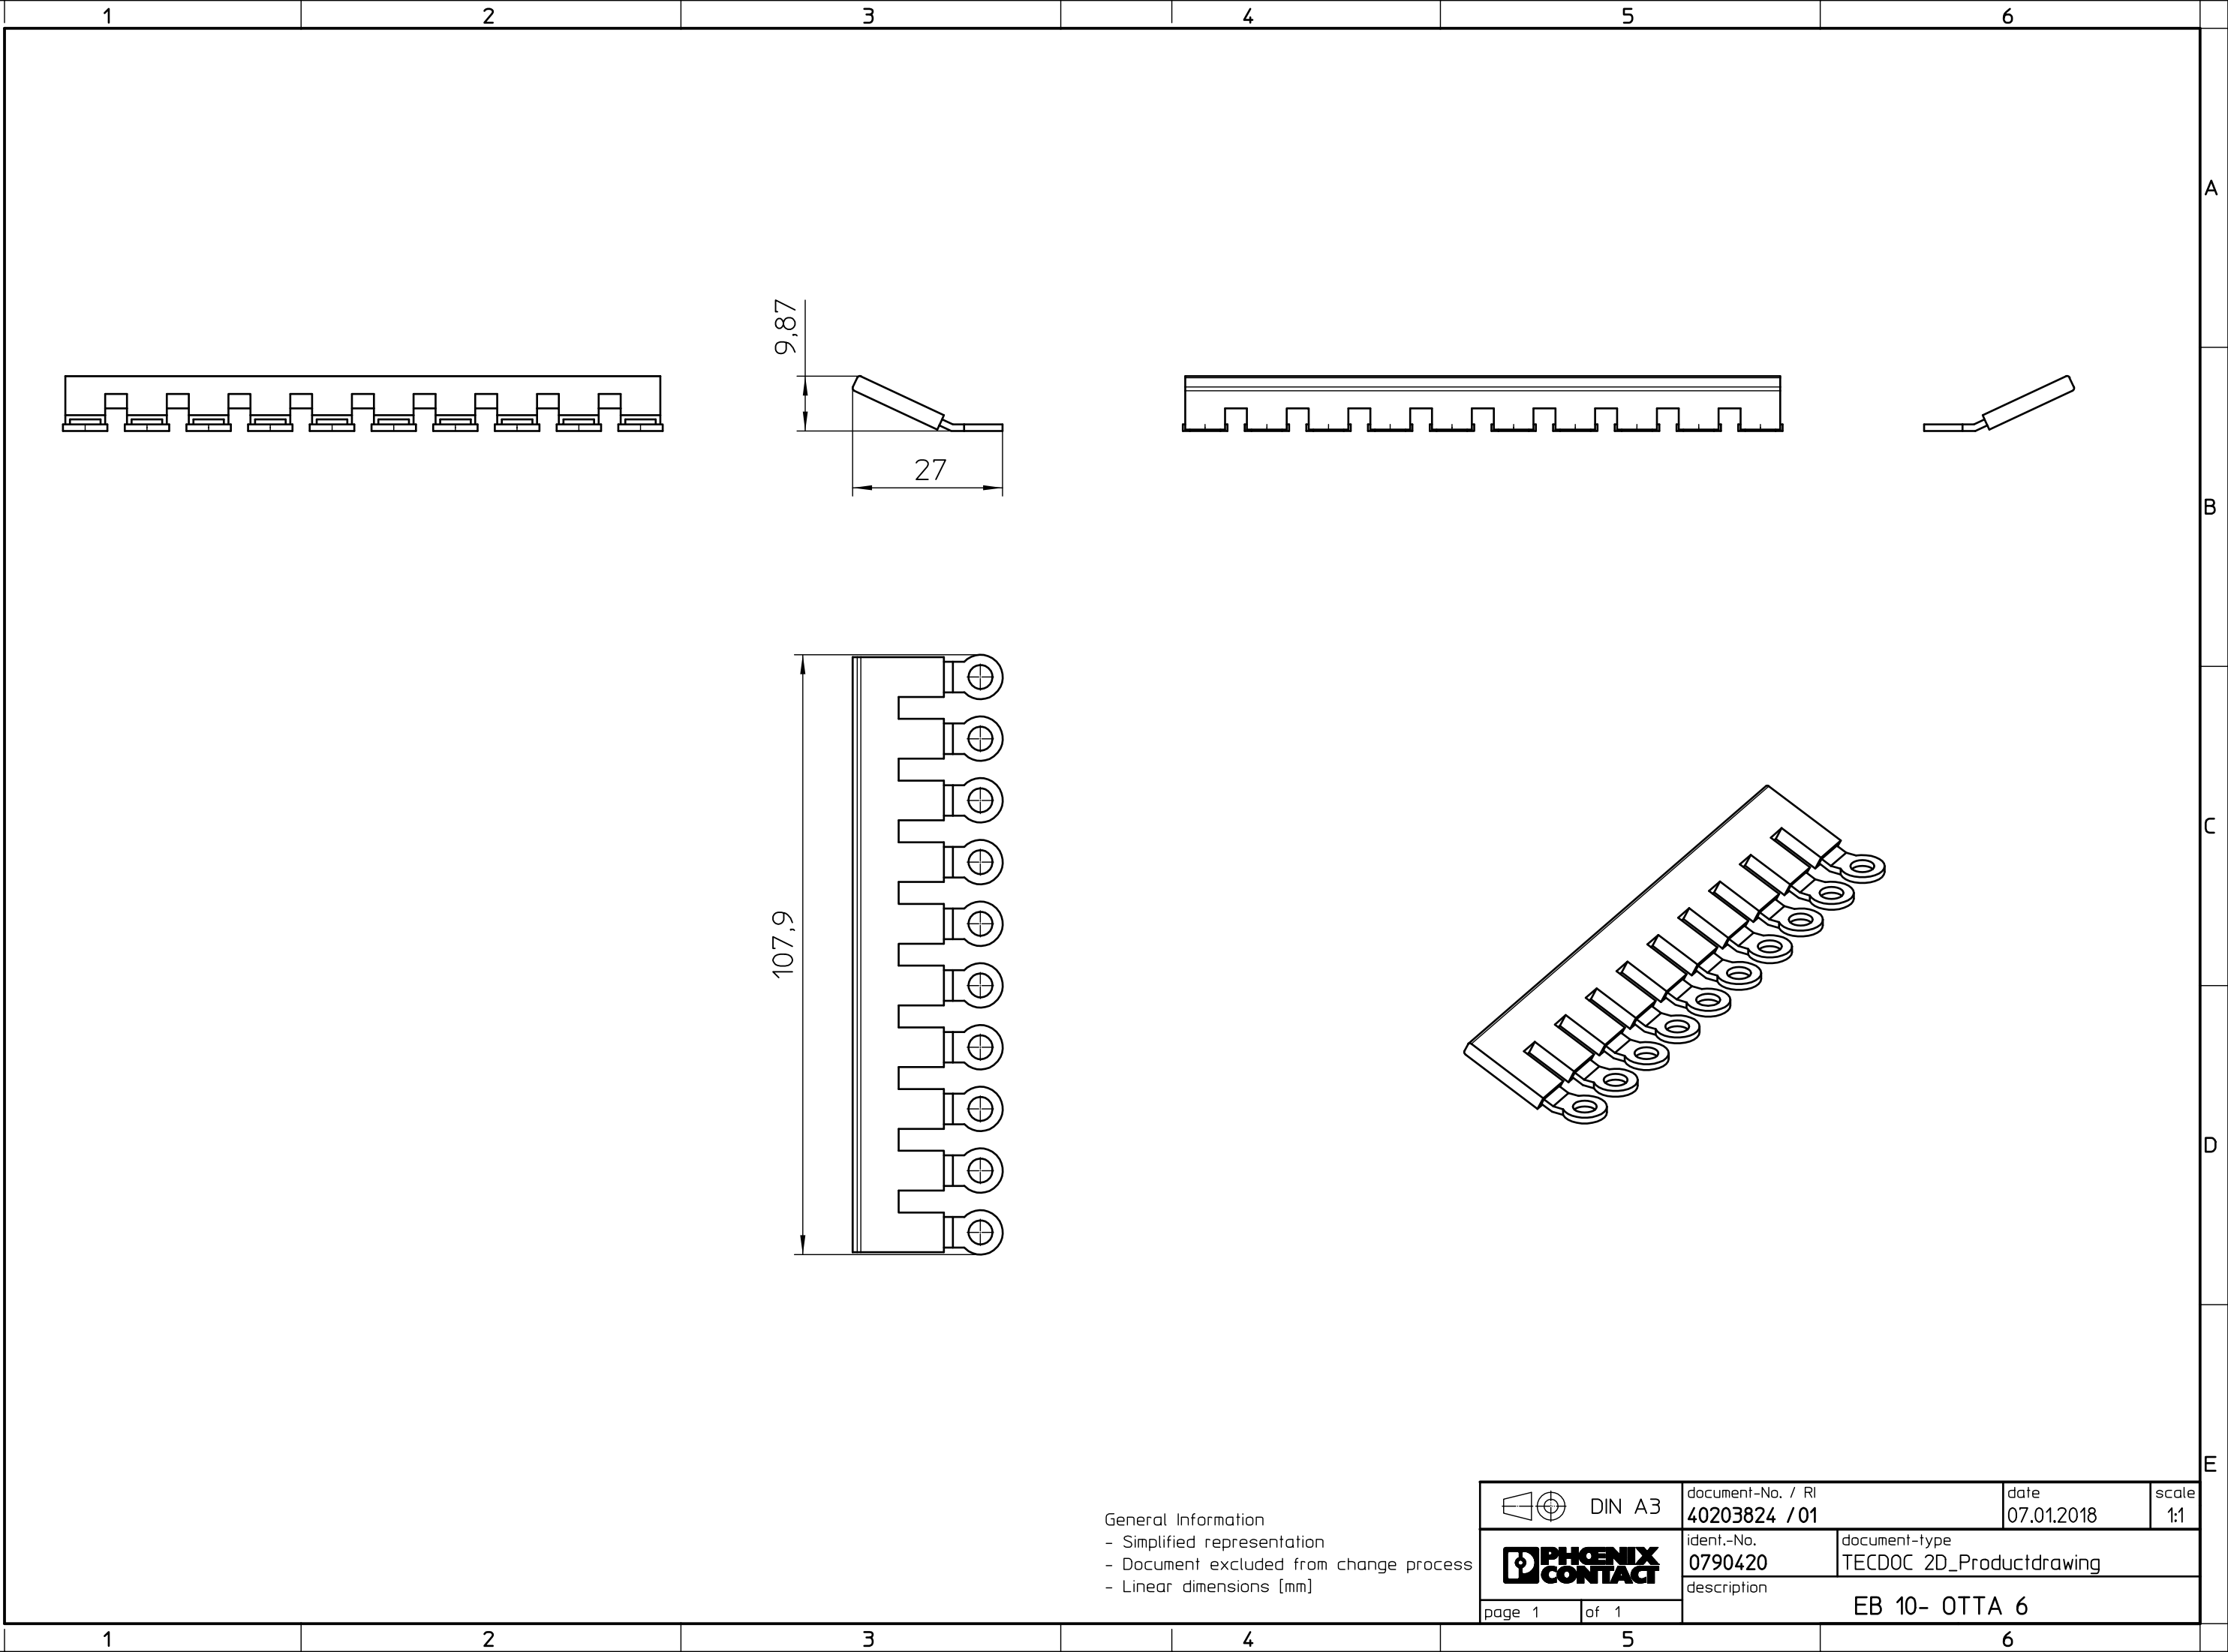 1 2 3 4 5 6
A
9,87
27
B
107,9
C
D
E
General Information
- Simplified representation
- Document excluded from change process
- Linear dimensions [mm]
DIN A3
document-No. / RI
40203824 /01
date
07.01.2018
scale
1:1
PHOENIX
CONTACT
ident.-No.
0790420
document-type
TECDOC 2D_Productdrawing
description
EB 10- OTTA 6
page 1 of 1
1 2 3 4 5 6